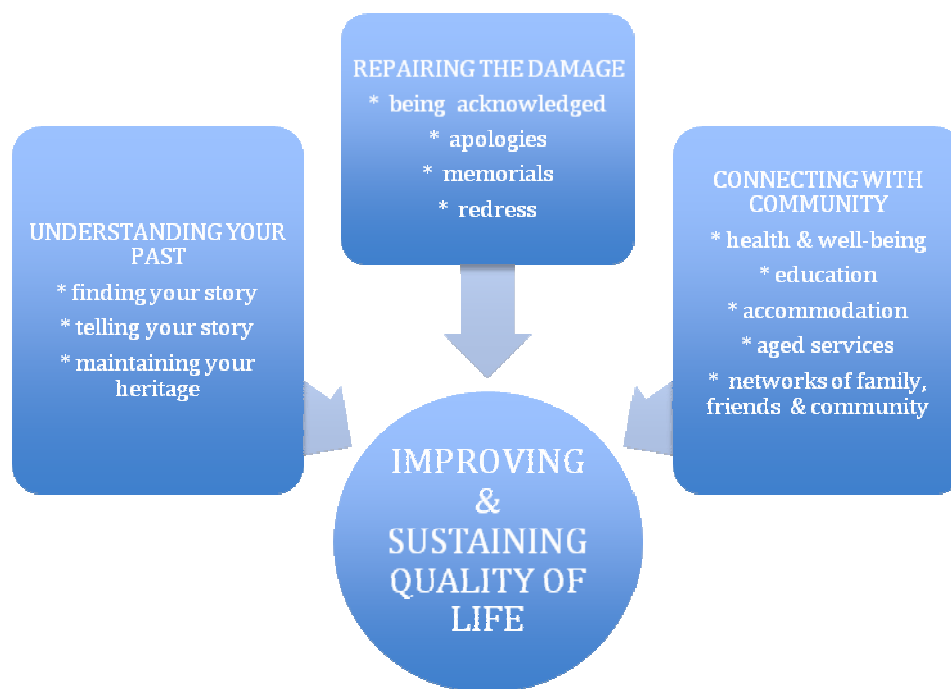 UNDERSTANDING YOUR
PAST
* finding your story
* telling your story
* maintaining your
heritage
REPAIRING THE DAMAGE
* being acknowledged
* apologies
* memorials
* redress
CONNECTING WITH
COMMUNITY
* health & well-being
* education
* accommodation
* aged services
* networks of family,
friends & community
IMPROVING
&
SUSTAINING
QUALITY OF
LIFE